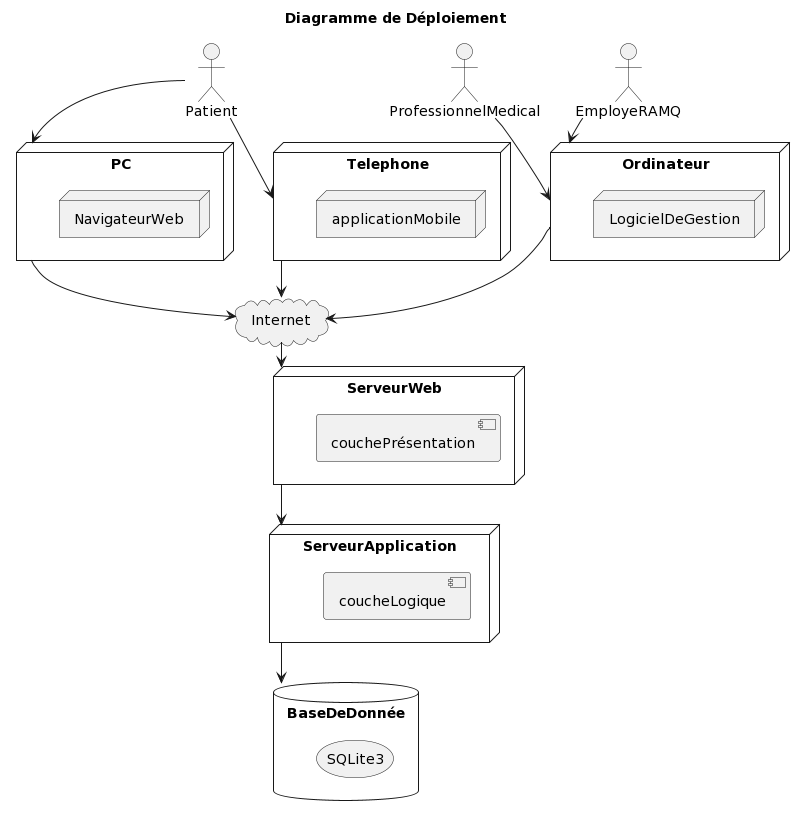 Diagramme de Déploiement
Patient
ProfessionnelMedical
EmployeRAMQ
PC
Telephone
Ordinateur
NavigateurWeb
applicationMobile
LogicielDeGestion
Internet
ServeurWeb
couchePrésentation
ServeurApplication
coucheLogique
BaseDeDonnée
SQLite3